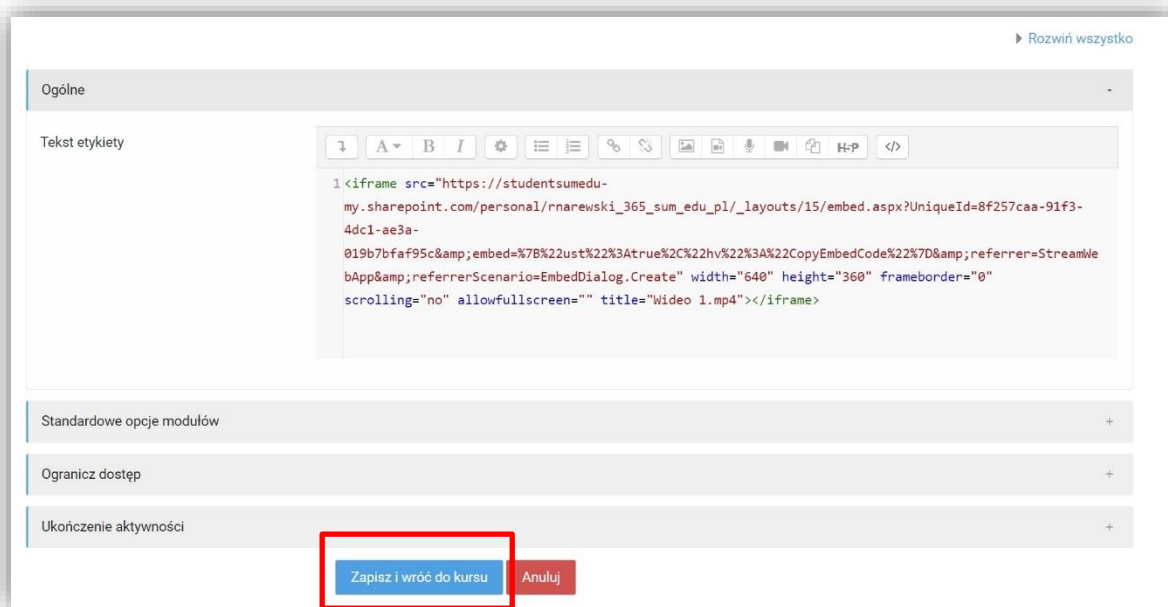 Rozwiń wszystko
Ogólne
-
Tekst etykiety
A B I H-P </>
1 <iframe src="https://studentsumedu-
my.sharepoint.com/personal/rnarewski_365_sum_edu_pl/_layouts/15/embed.aspx?UniqueId=8f257caa-91f3-
4dc1-ae3a-
019b7bfaf95c&amp;embed=%7B%22ust%22%3Atrue%2C%22hv%22%3A%22CopyEmbedCode%22%7D&amp;referrer=StreamWe
bApp&amp;referrerScenario=EmbedDialog.Create" width="640" height="360" frameborder="0"
scrolling="no" allowfullscreen="" title="Wideo 1.mp4"></iframe>
Standardowe opcje modułów
+
Ogranicz dostęp
+
Ukończenie aktywności
+
Zapisz i wróć do kursu Anuluj